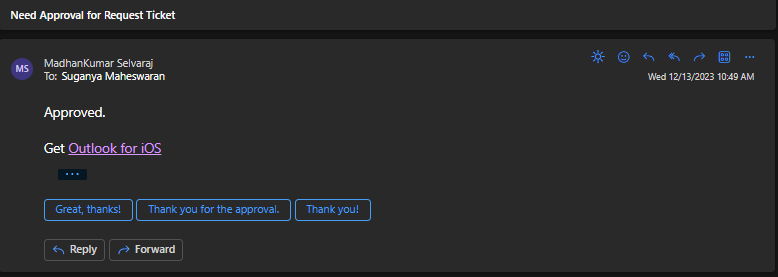 Need Approval for Request Ticket
MS
MadhanKumar Selvaraj
To: Suganya Maheswaran
Wed 12/13/2023 10:49 AM
Approved.
Get Outlook for iOS
...
Great, thanks! Thank you for the approval. Thank you!
Reply Forward